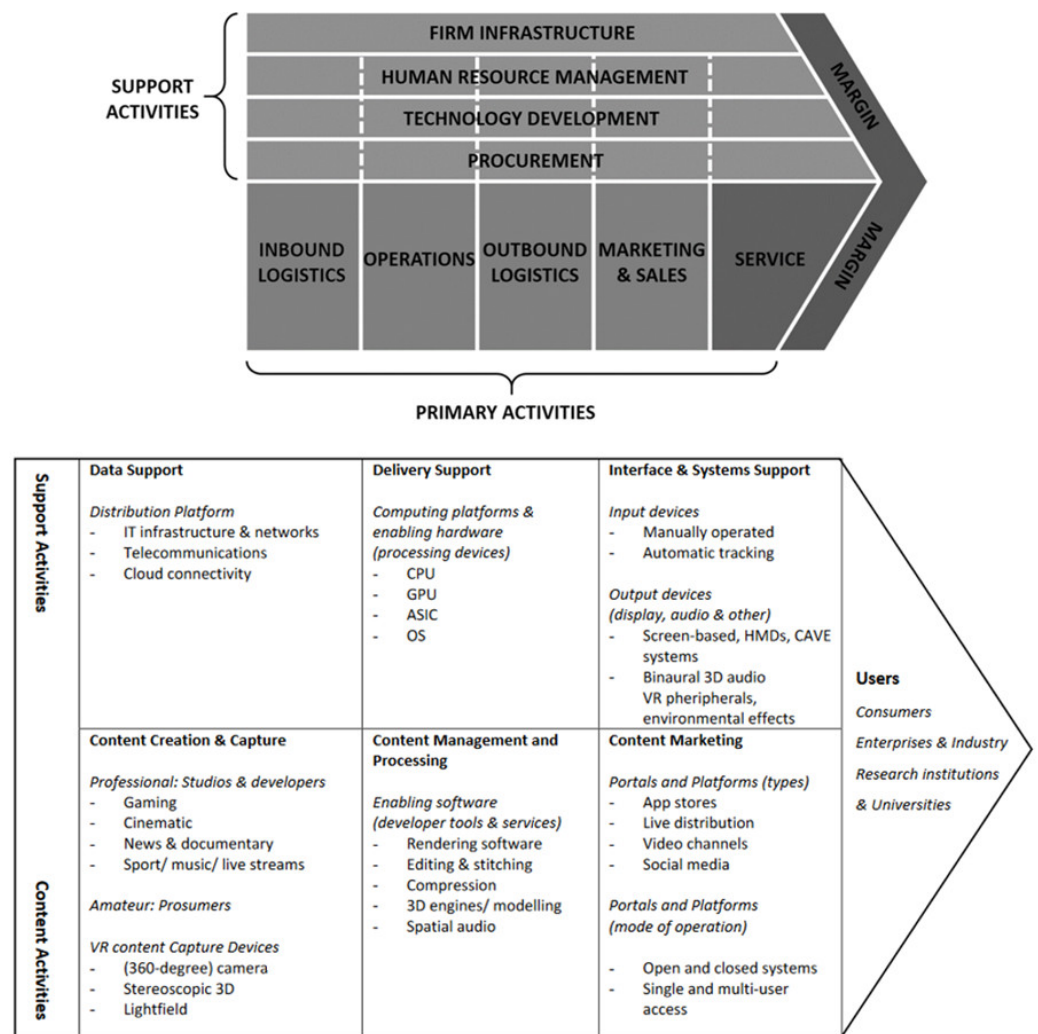 FIRM INFRASTRUCTURE
SUPPORT
ACTIVITIES
HUMAN RESOURCE MANAGEMENT
TECHNOLOGY DEVELOPMENT
PROCUREMENT
MARGIN
INBOUND
LOGISTICS
OPERATIONS
OUTBOUND
LOGISTICS
MARKETING
& SALES
SERVICE
MARGIN
PRIMARY ACTIVITIES
Support Activities
Data Support
Distribution Platform
- IT infrastructure & networks
- Telecommunications
- Cloud connectivity
Delivery Support
Computing platforms &
enabling hardware
(processing devices)
- CPU
- GPU
- ASIC
- OS
Interface & Systems Support
Input devices
- Manually operated
- Automatic tracking
Output devices
(display, audio & other)
- Screen-based, HMDs, CAVE
systems
- Binaural 3D audio
VR pheripherals,
environmental effects
Content Activities
Content Creation & Capture
Professional: Studios & developers
- Gaming
- Cinematic
- News & documentary
- Sport/ music/ live streams
Amateur: Prosumers
VR content Capture Devices
- (360-degree) camera
- Stereoscopic 3D
- Lightfield
Content Management and
Processing
Enabling software
(developer tools & services)
- Rendering software
- Editing & stitching
- Compression
- 3D engines/ modelling
- Spatial audio
Content Marketing
Portals and Platforms (types)
- App stores
- Live distribution
- Video channels
- Social media
Portals and Platforms
(mode of operation)
- Open and closed systems
- Single and multi-user
access
Users
Consumers
Enterprises & Industry
Research institutions
& Universities